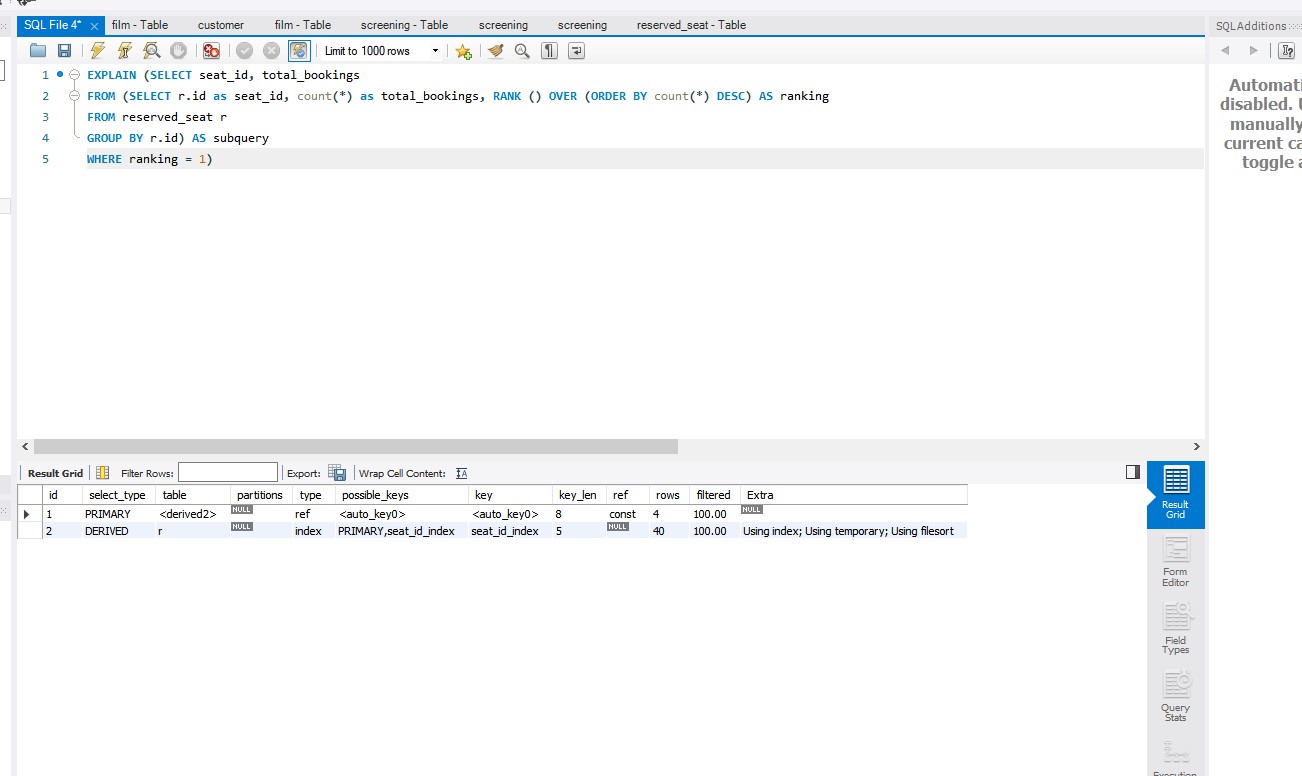 SQL File 4*
film - Table
customer
film - Table
screening - Table
screening
screening
reserved_seat - Table
SQLAdditions
Limit to 1000 rows
1 EXPLAIN (SELECT seat_id, total_bookings
2 FROM (SELECT r.id as seat_id, count(*) as total_bookings, RANK () OVER (ORDER BY count(*) DESC) AS ranking
3 FROM reserved_seat r
4 GROUP BY r.id) AS subquery
5 WHERE ranking = 1)
Automati
disabled. U
manually
current ca
toggle a
Result Grid Filter Rows: Export: Wrap Cell Content:
id select_type table partitions type possible_keys key key_len ref rows filtered Extra
1 PRIMARY <derived2> NULL ref <auto_key0> <auto_key0> 8 const 4 100.00 NULL
2 DERIVED r NULL index PRIMARY,seat_id_index seat_id_index 5 NULL 40 100.00 Using index; Using temporary; Using filesort
Result
Grid
Form
Editor
Field
Types
Query
Stats
Execution